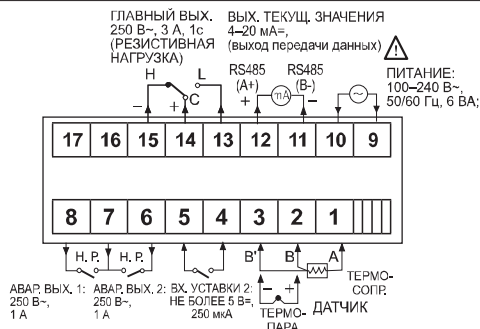 ГЛАВНЫЙ ВЫХ.
250 В~, 3 А, 1с
(РЕЗИСТИВНАЯ
НАГРУЗКА)
ВЫХ. ТЕКУЩ. ЗНАЧЕНИЯ
4–20 мА=,
(выход передачи данных)
ПИТАНИЕ:
100–240 В~,
50/60 Гц, 6 ВА;
H L
C
− +
RS485
(A+)
RS485
(B-)
+ mA −
~
17 16 15 14 13 12 11 10 9
8 7 6 5 4 3 2 1
Н. Р. Н. Р.
B' B A
− +
АВАР. ВЫХ. 1:
250 В~,
1 А
АВАР. ВЫХ. 2:
250 В~,
1 А
ВХ. УСТАВКИ 2:
НЕ БОЛЕЕ 5 В=,
250 мкА
ТЕРМО-
ПАРА
ДАТЧИК
ТЕРМО-
СОПР.